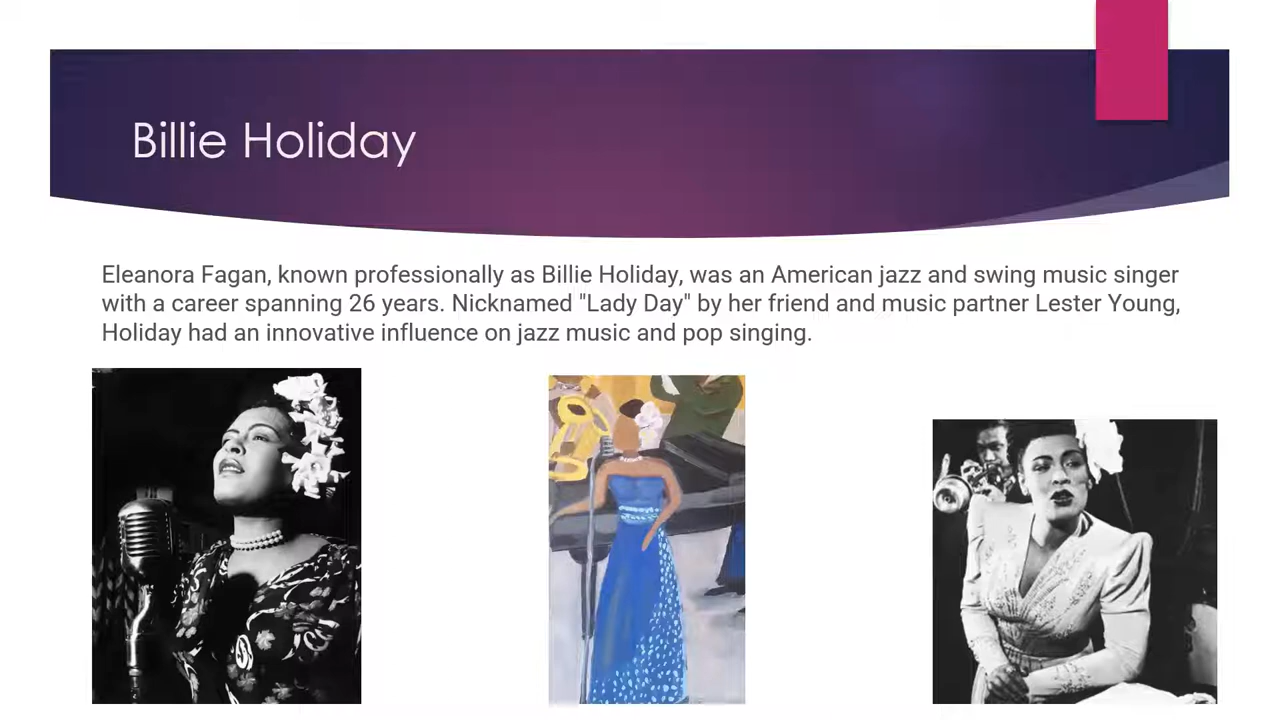 Billie Holiday
Eleanora Fagan, known professionally as Billie Holiday, was an American jazz and swing music singer
with a career spanning 26 years. Nicknamed "Lady Day" by her friend and music partner Lester Young,
Holiday had an innovative influence on jazz music and pop singing.